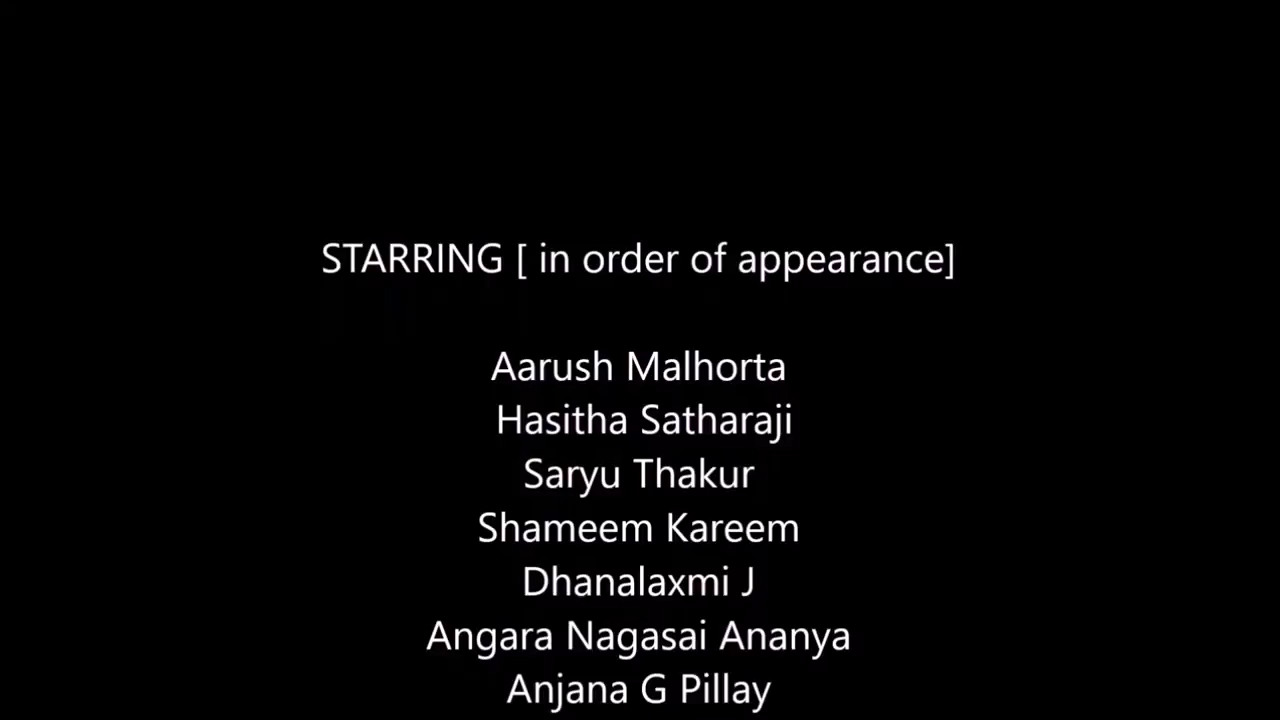 STARRING [ in order of appearance]
Aarush Malhorta
Hasitha Satharaji
Saryu Thakur
Shameem Kareem
Dhanalaxmi J
Angara Nagasai Ananya
Anjana G Pillay